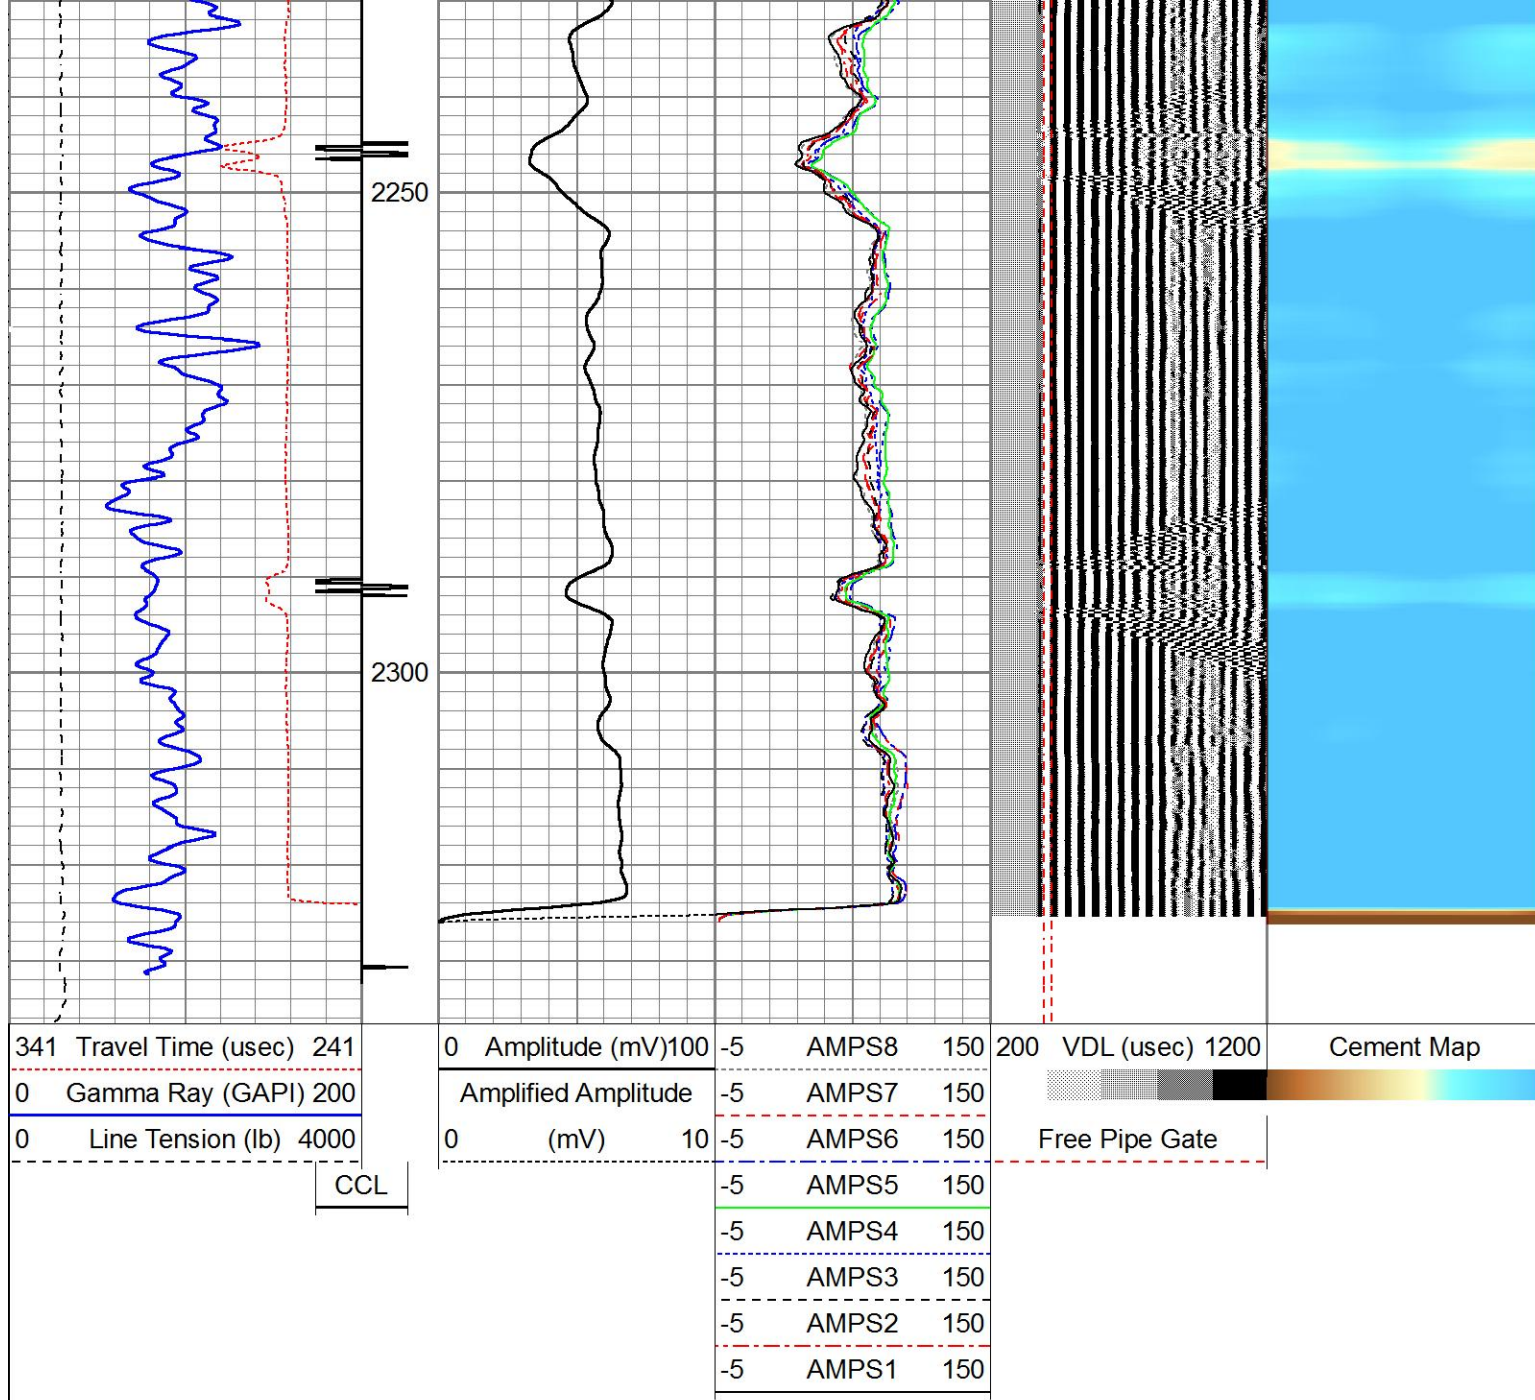 2250
2300
341 Travel Time (usec) 241
0 Gamma Ray (GAPI) 200
0 Line Tension (lb) 4000
CCL
0 Amplitude (mV)100
Amplified Amplitude
0 (mV) 10
-5 AMPS8 150
-5 AMPS7 150
-5 AMPS6 150
-5 AMPS5 150
-5 AMPS4 150
-5 AMPS3 150
-5 AMPS2 150
-5 AMPS1 150
200 VDL (usec) 1200
Free Pipe Gate
Cement Map